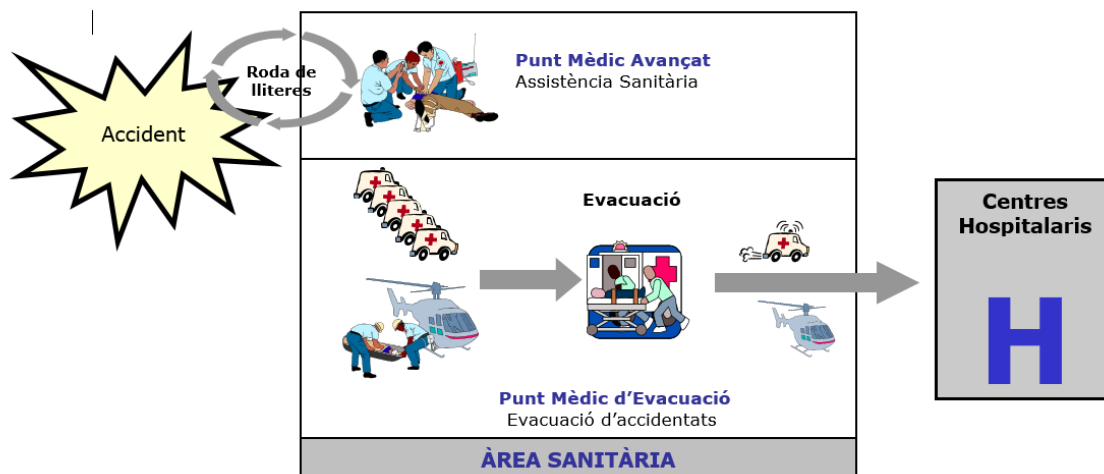 Accident
Roda de
lliteres
Punt Mèdic Avançat
Assistència Sanitària
Evacuació
Punt Mèdic d'Evacuació
Evacuació d'accidentats
ÀREA SANITÀRIA
Centres
Hospitalaris
H